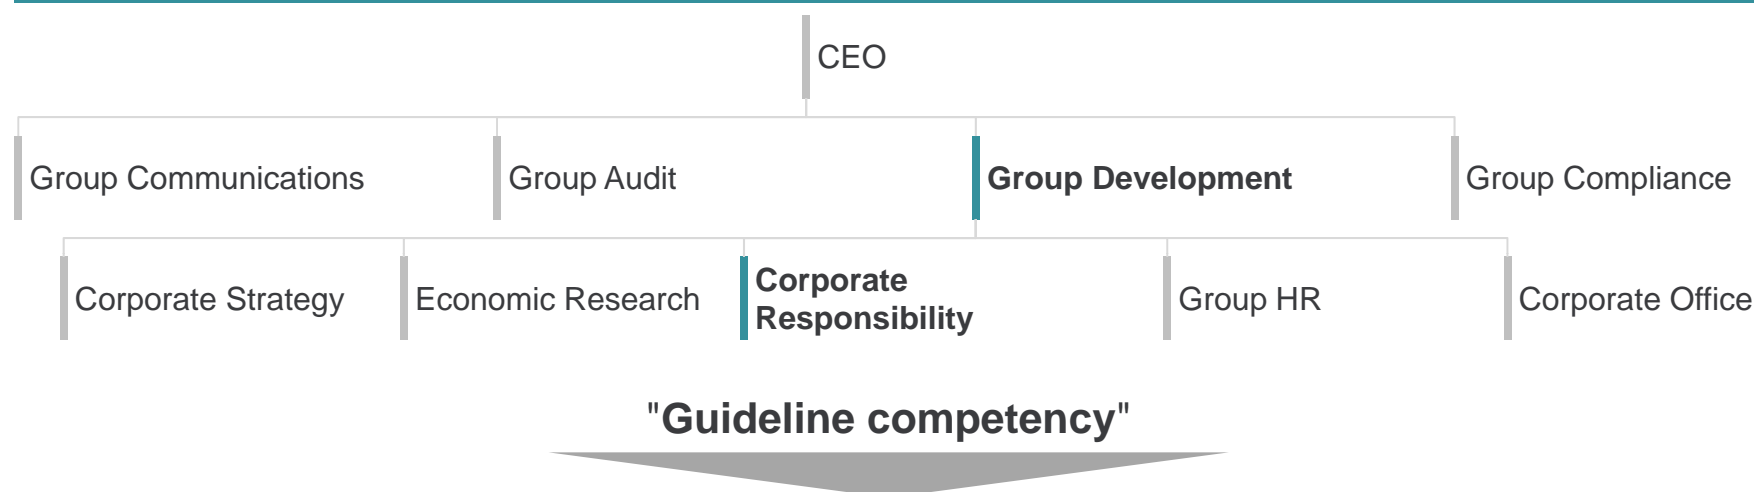 CEO
Group Communications
Group Audit
Group Development
Group Compliance
Corporate Strategy
Economic Research
Corporate
Responsibility
Group HR
Corporate Office
"Guideline competency"